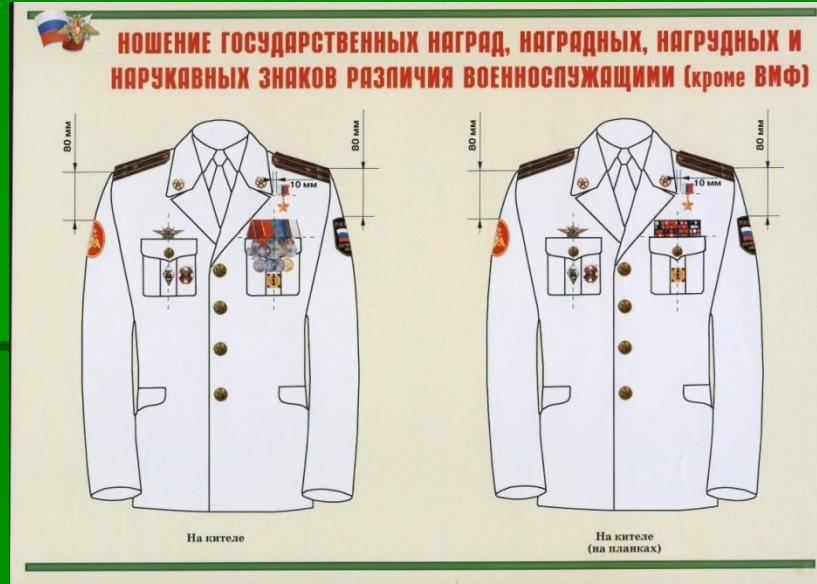 НОШЕНИЕ ГОСУДАРСТВЕННЫХ НАГРАД, НАГРАДНЫХ, НАГРУДНЫХ И
НАРУКАВНЫХ ЗНАКОВ РАЗЛИЧИЯ ВОЕННОСЛУЖАЩИМИ (кроме ВМФ)
80 мм
80 мм
10 мм
80 мм
80 мм
10 мм
На кителе
На кителе
(на планках)